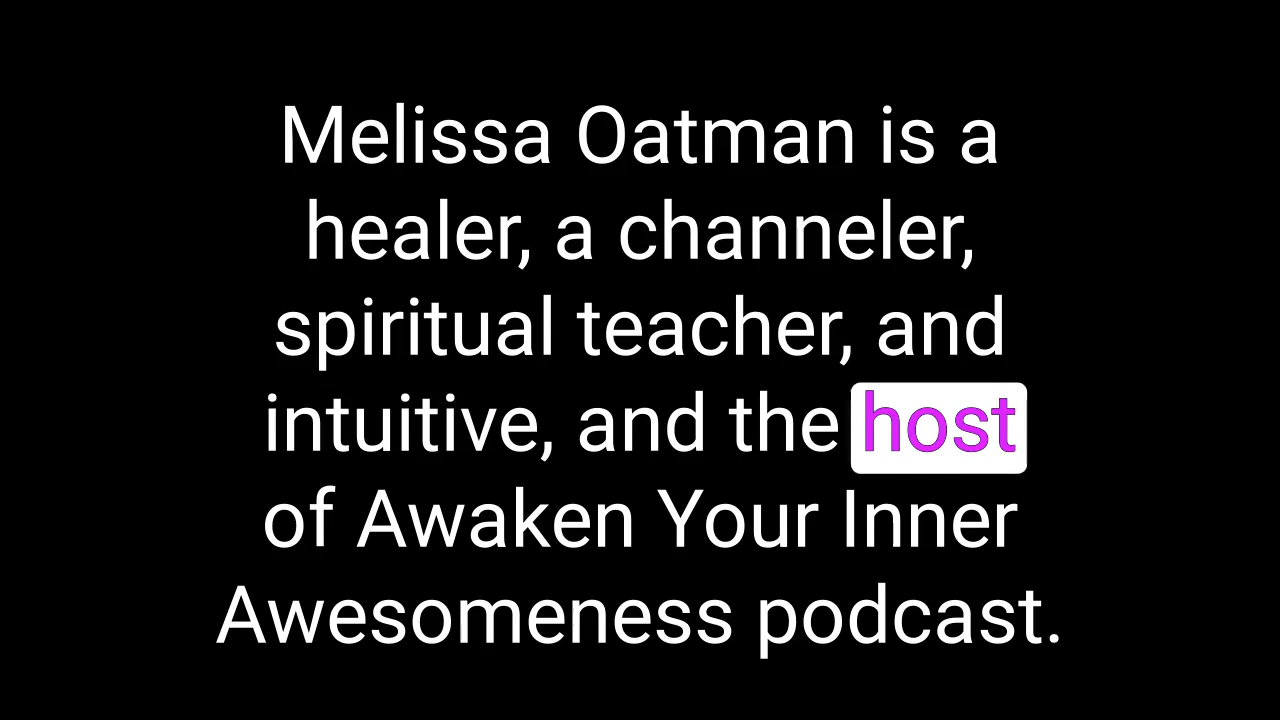 Melissa Oatman is a
healer, a channeler,
spiritual teacher, and
intuitive, and the host
of Awaken Your Inner
Awesomeness podcast.